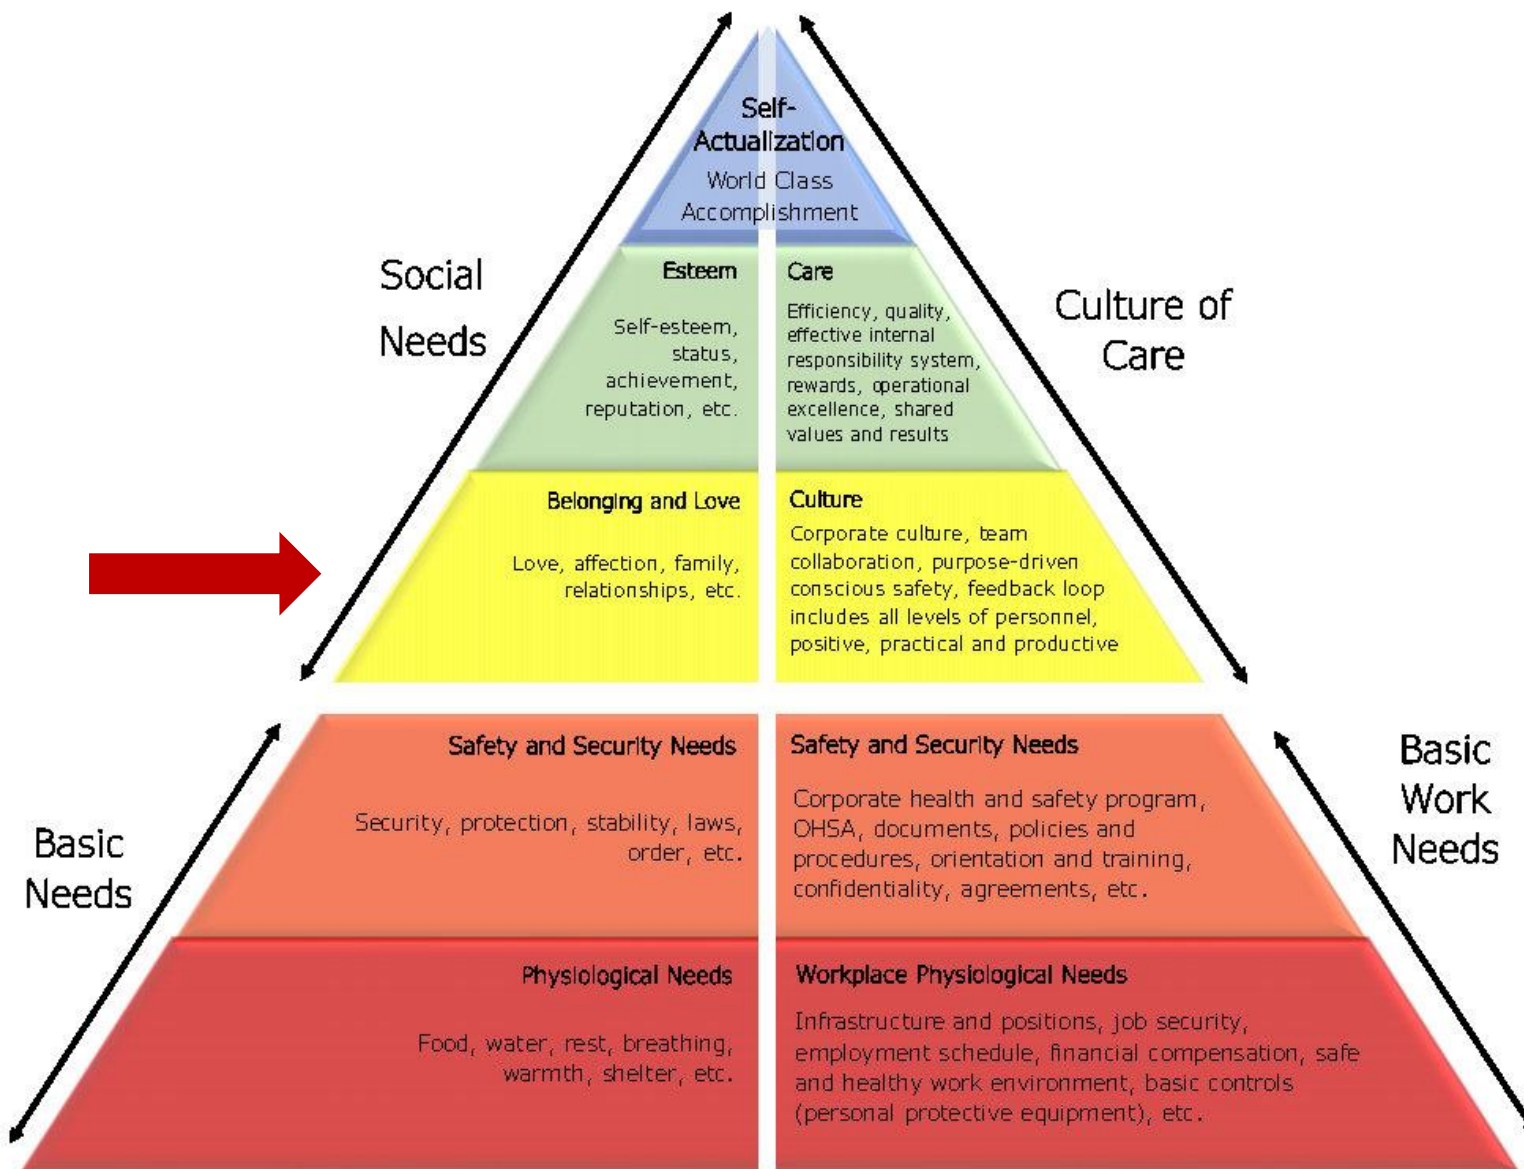 Self-
Actualization
World Class
Accomplishment
Social
Needs
Esteem
Self-esteem,
status,
achievement,
reputation, etc.
Care
Efficiency, quality,
effective internal
responsibility system,
rewards, operational
excellence, shared
values and results
Culture of
Care
Belonging and Love
Love, affection, family,
relationships, etc.
Culture
Corporate culture, team
collaboration, purpose-driven
conscious safety, feedback loop
includes all levels of personnel,
positive, practical and productive
Basic
Needs
Safety and Security Needs
Security, protection, stability, laws,
order, etc.
Safety and Security Needs
Corporate health and safety program,
OHSA, documents, policies and
procedures, orientation and training,
confidentiality, agreements, etc.
Basic
Work
Needs
Physiological Needs
Food, water, rest, breathing,
warmth, shelter, etc.
Workplace Physiological Needs
Infrastructure and positions, job security,
employment schedule, financial compensation, safe
and healthy work environment, basic controls
(personal protective equipment), etc.